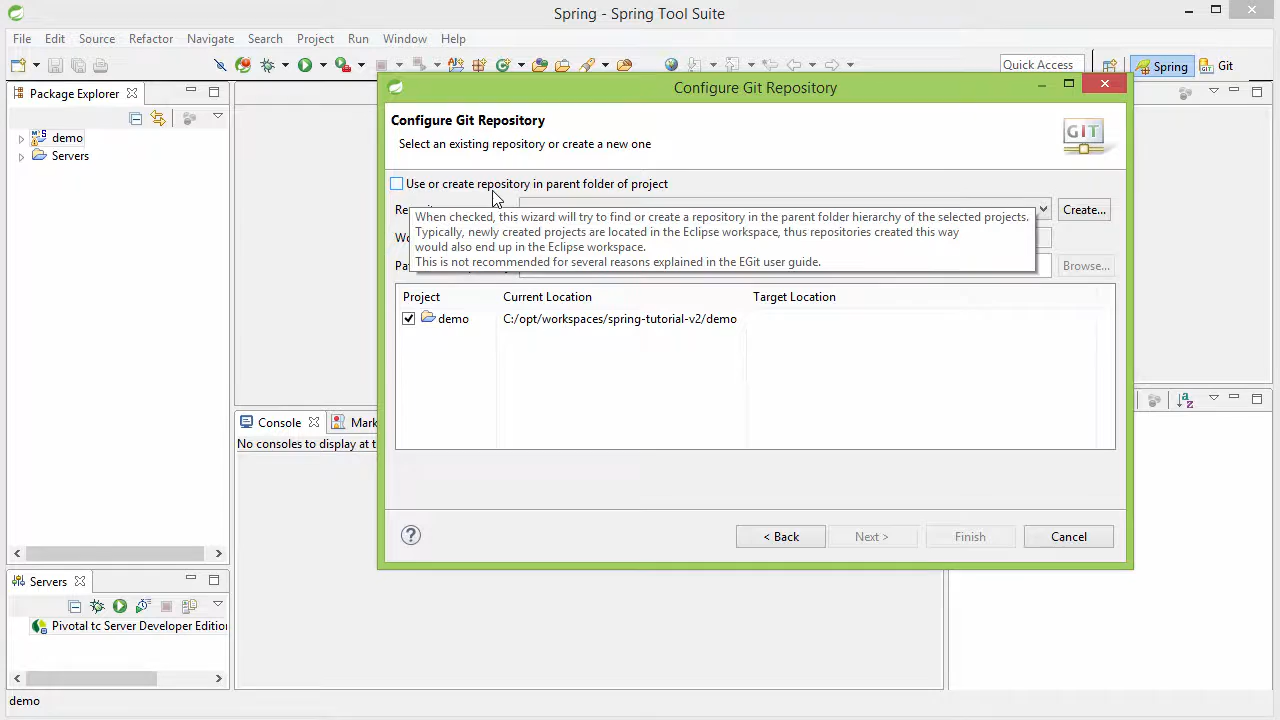 Spring - Spring Tool Suite
File Edit Source Refactor Navigate Search Project Run Window Help
Quick Access
Spring
Git
Package Explorer
demo
Servers
Configure Git Repository
Configure Git Repository
Select an existing repository or create a new one
GIT
Use or create repository in parent folder of project
Create...
When checked, this wizard will try to find or create a repository in the parent folder hierarchy of the selected projects.
Typically, newly created projects are located in the Eclipse workspace, thus repositories created this way
would also end up in the Eclipse workspace.
This is not recommended for several reasons explained in the EGit user guide.
Browse...
Project Current Location Target Location
demo C:/opt/workspaces/spring-tutorial-v2/demo
< Back Next > Finish Cancel
Console
Mark
No consoles to display at t
Servers
Pivotal tc Server Developer Edition
demo